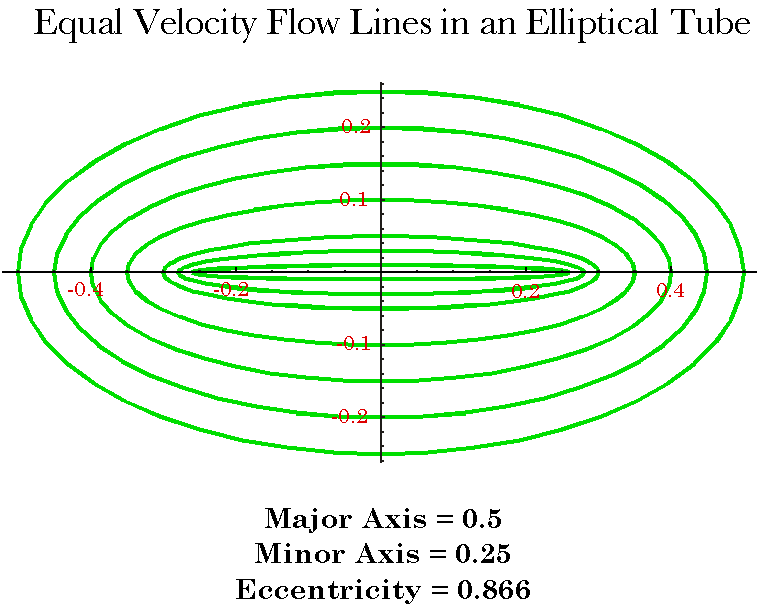 Equal Velocity Flow Lines in an Elliptical Tube
0.2
0.1
-0.4 -0.2 0.2 0.4
-0.1
-0.2
Major Axis = 0.5
Minor Axis = 0.25
Eccentricity = 0.866